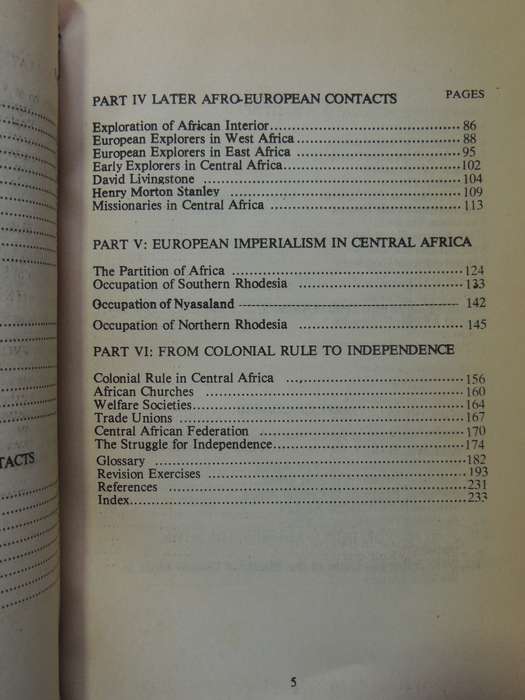 PART IV LATER AFRO-EUROPEAN CONTACTS PAGES
Exploration of African Interior 86
European Explorers in West Africa 88
European Explorers in East Africa 95
Early Explorers in Central Africa 102
David Livingstone 104
Henry Morton Stanley 109
Missionaries in Central Africa 113
PART V: EUROPEAN IMPERIALISM IN CENTRAL AFRICA
The Partition of Africa 124
Occupation of Southern Rhodesia 133
Occupation of Nyasaland 142
Occupation of Northern Rhodesia 145
PART VI: FROM COLONIAL RULE TO INDEPENDENCE
Colonial Rule in Central Africa 156
African Churches 160
Welfare Societies 164
Trade Unions 167
Central African Federation 170
The Struggle for Independence 174
Glossary 182
Revision Exercises 193
References 231
Index 233
5